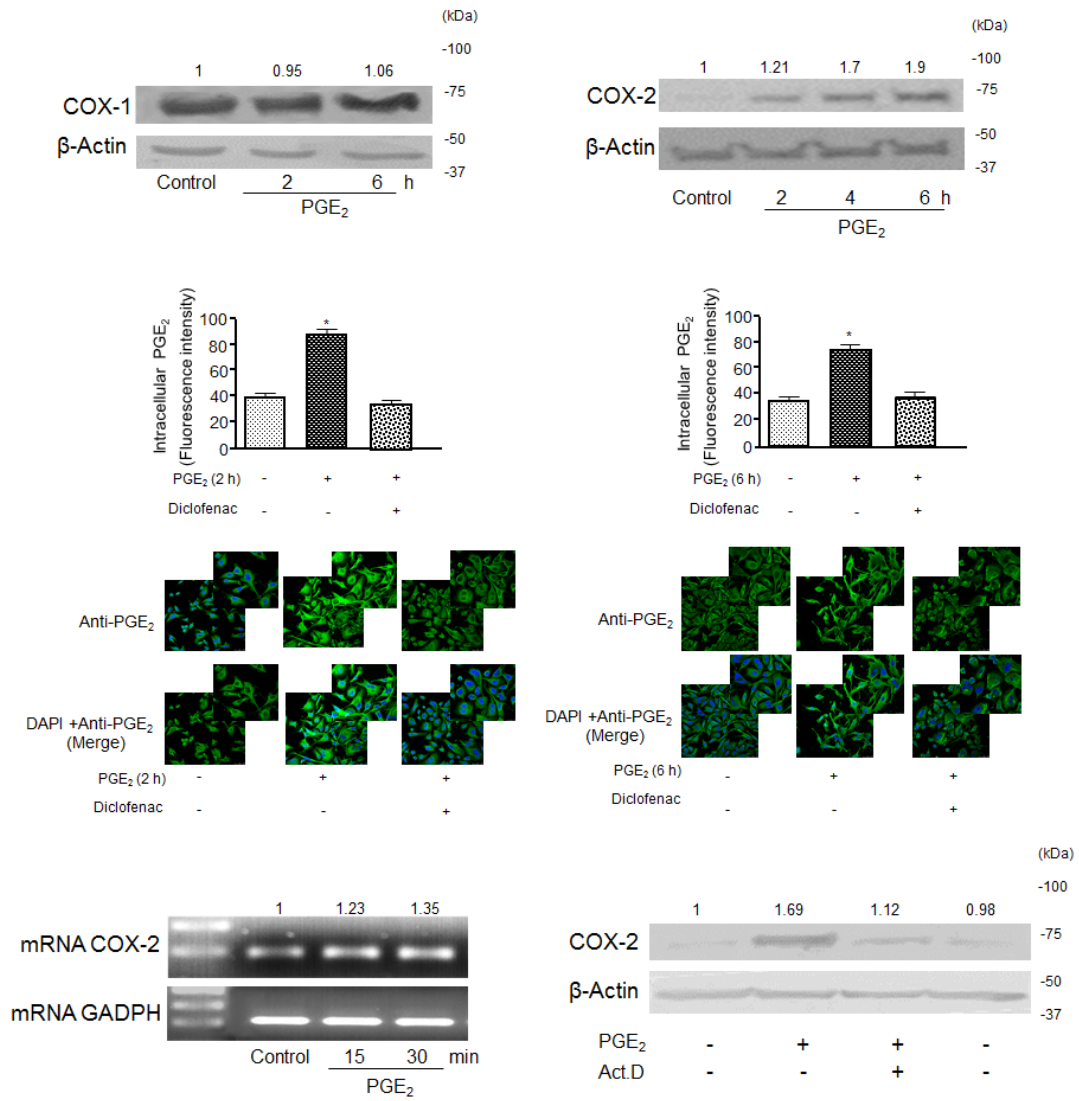 (kDa)
-100
1 0.95 1.06
COX-1
-75
β-Actin
-50
-37
Control 2 6 h
PGE2
(kDa)
-100
1 1.21 1.7 1.9
COX-2
-75
β-Actin
-50
-37
Control 2 4 6 h
PGE2
Intracellular PGE2
(Fluorescence intensity)
100
80
60
40
20
0
*
PGE2 (2 h) - + +
Diclofenac - - +
Intracellular PGE2
(Fluorescence intensity)
100
80
60
40
20
0
*
PGE2 (6 h) - + +
Diclofenac - - +
Anti-PGE2
DAPI +Anti-PGE2
(Merge)
PGE2 (2 h) - + +
Diclofenac - - +
Anti-PGE2
DAPI +Anti-PGE2
(Merge)
PGE2 (6 h) - + +
Diclofenac - - +
1 1.23 1.35
mRNA COX-2
mRNA GADPH
Control 15 30 min
PGE2
(kDa)
-100
1 1.69 1.12 0.98
COX-2
-75
β-Actin
-50
-37
PGE2 - + + -
Act.D - - + -